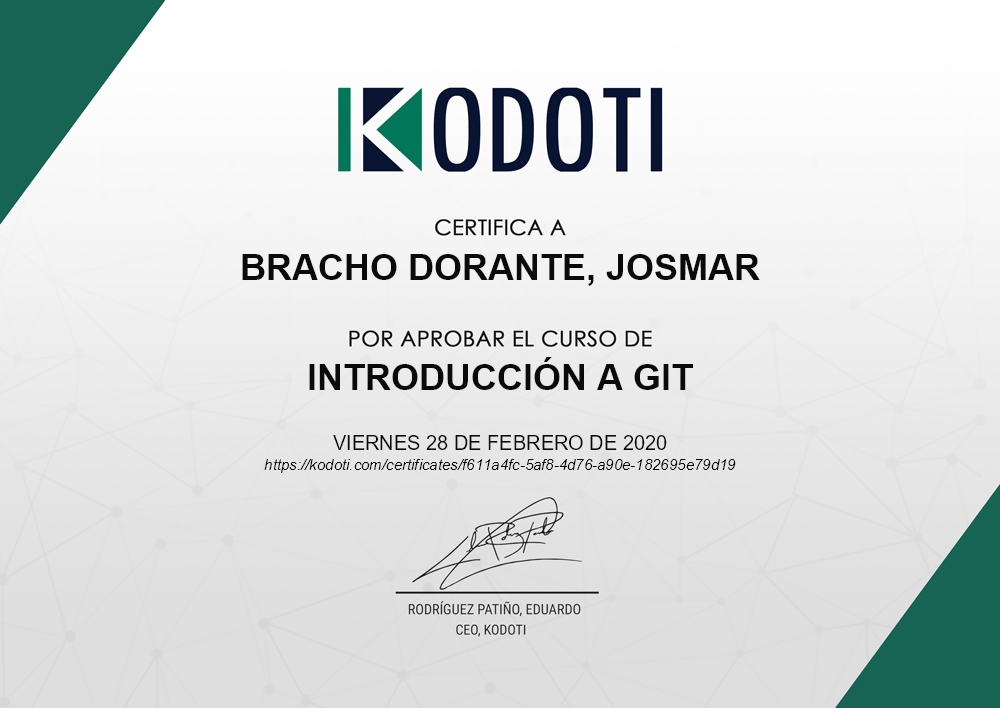 KODOTI
CERTIFICA A
BRACHO DORANTE, JOSMAR
POR APROBAR EL CURSO DE
INTRODUCCIÓN A GIT
VIERNES 28 DE FEBRERO DE 2020
https://kodoti.com/certificates/f611a4fc-5af8-4d76-a90e-182695e79d19
RODRÍGUEZ PATIÑO, EDUARDO
CEO, KODOTI